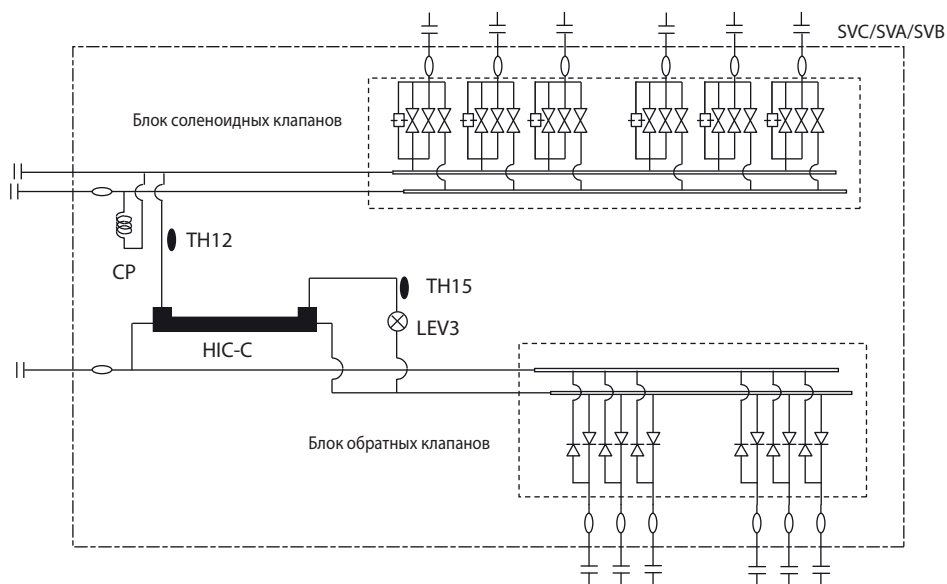 SVC/SVA/SVB
Блок соленоидных клапанов
TH12
CP
TH15
LEV3
HIC-C
Блок обратных клапанов